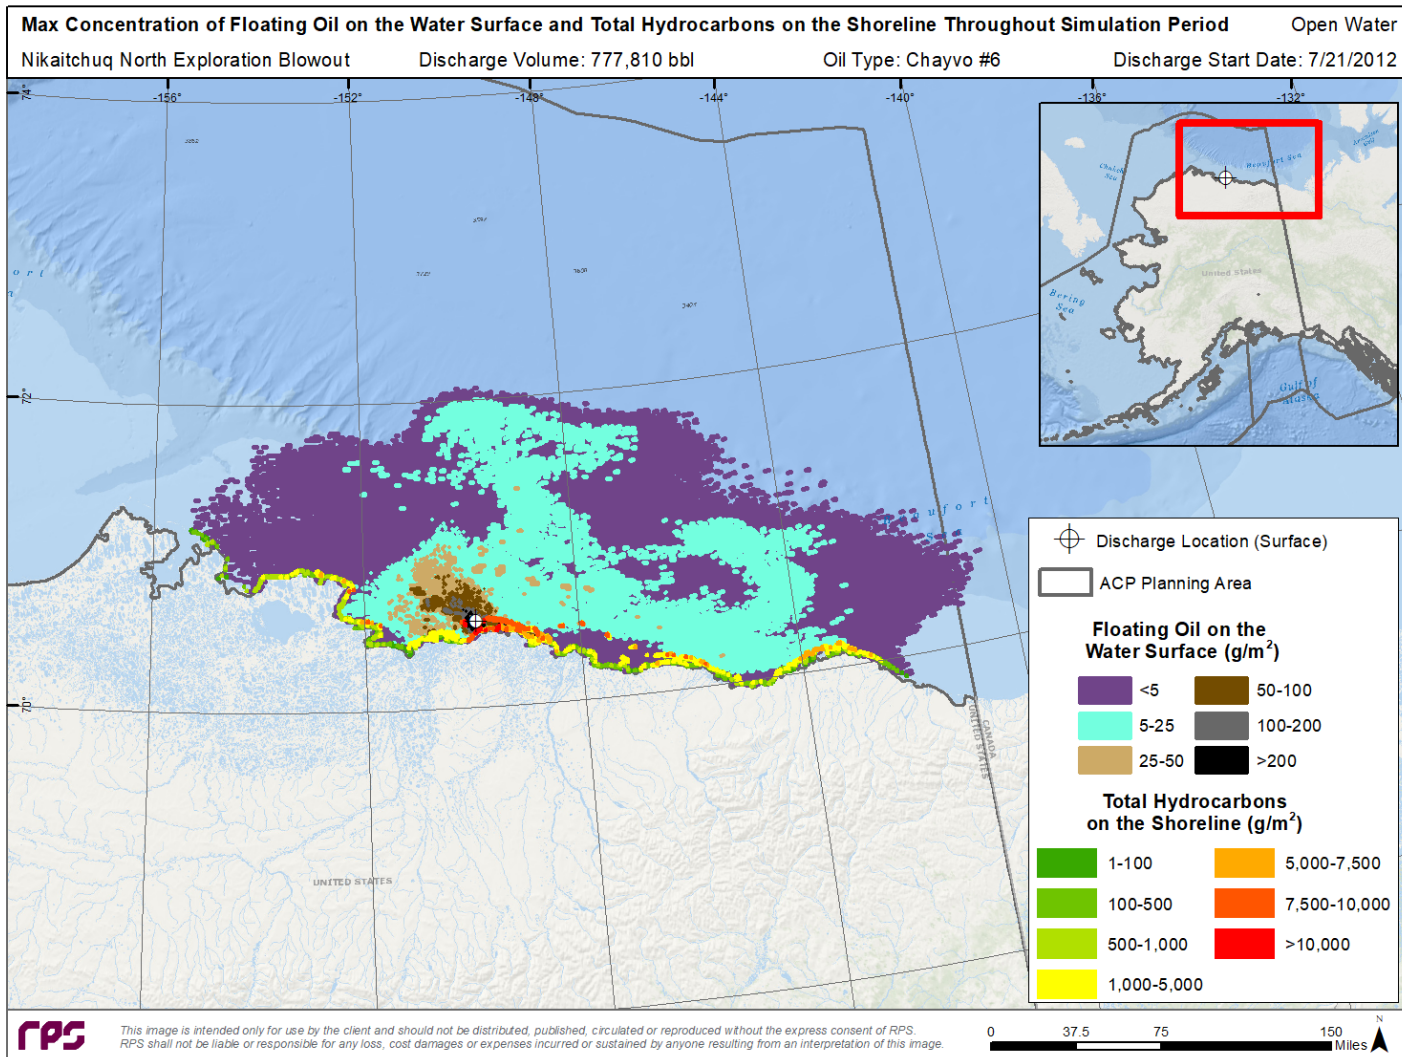 Max Concentration of Floating Oil on the Water Surface and Total Hydrocarbons on the Shoreline Throughout Simulation Period Open Water
Nikaitchuq North Exploration Blowout Discharge Volume: 777,810 bbl Oil Type: Chayvo #6 Discharge Start Date: 7/21/2012
74°
-156° -152° -148° -144° -140° -136° -132°
Chukchi
Sea
Beaufort Sea
United States
Bering
Sea
Gulf of
Alaska
ort
a
72°
Beaufort
Sea
70°
CANADA
UNITED STATES
UNITED STATES
Discharge Location (Surface)
ACP Planning Area
Floating Oil on the
Water Surface (g/m²)
<5 50-100
5-25 100-200
25-50 >200
Total Hydrocarbons
on the Shoreline (g/m²)
1-100 5,000-7,500
100-500 7,500-10,000
500-1,000 >10,000
1,000-5,000
rps
This image is intended only for use by the client and should not be distributed, published, circulated or reproduced without the express consent of RPS.
RPS shall not be liable or responsible for any loss, cost damages or expenses incurred or sustained by anyone resulting from an interpretation of this image.
0 37.5 75 150
Miles
N